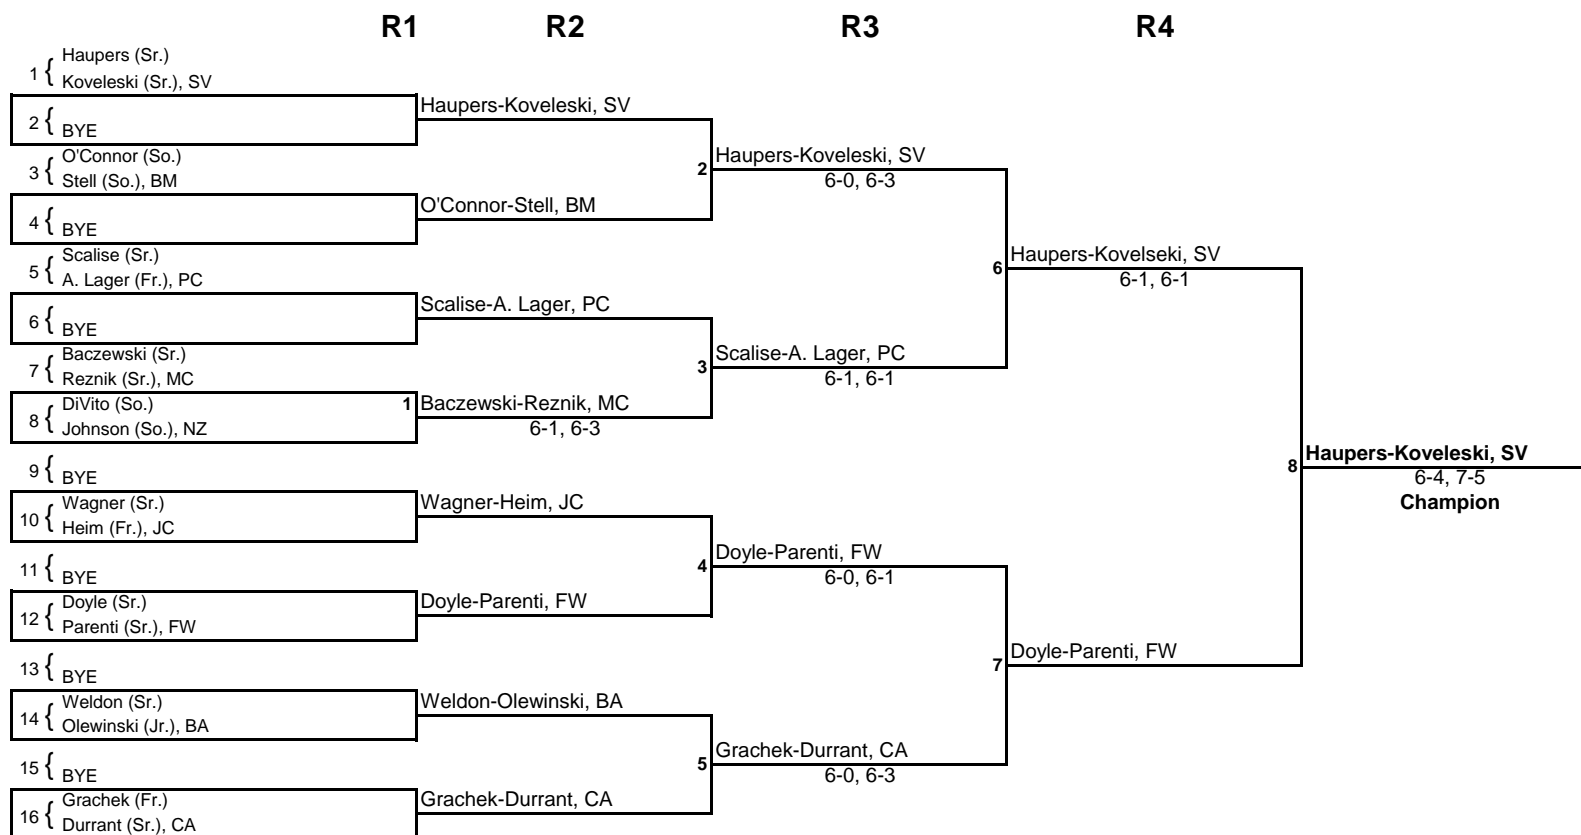 R1 R2 R3 R4
Haupers (Sr.)
1 {
Koveleski (Sr.), SV
Haupers-Koveleski, SV
2 { BYE
O'Connor (So.)
3 {
Stell (So.), BM
2 Haupers-Koveleski, SV
6-0, 6-3
O'Connor-Stell, BM
4 { BYE
Scalise (Sr.)
5 {
A. Lager (Fr.), PC
6 Haupers-Kovelseki, SV
6-1, 6-1
Scalise-A. Lager, PC
6 { BYE
Baczewski (Sr.)
7 {
Reznik (Sr.), MC
3 Scalise-A. Lager, PC
6-1, 6-1
DiVito (So.)
8 {
Johnson (So.), NZ
1 Baczewski-Reznik, MC
6-1, 6-3
8 Haupers-Koveleski, SV
6-4, 7-5
Champion
9 { BYE
Wagner (Sr.)
10 {
Heim (Fr.), JC
Wagner-Heim, JC
4 Doyle-Parenti, FW
6-0, 6-1
11 { BYE
Doyle (Sr.)
12 {
Parenti (Sr.), FW
Doyle-Parenti, FW
7 Doyle-Parenti, FW
13 { BYE
Weldon (Sr.)
14 {
Olewinski (Jr.), BA
Weldon-Olewinski, BA
5 Grachek-Durrant, CA
6-0, 6-3
15 { BYE
Grachek (Fr.)
16 {
Durrant (Sr.), CA
Grachek-Durrant, CA